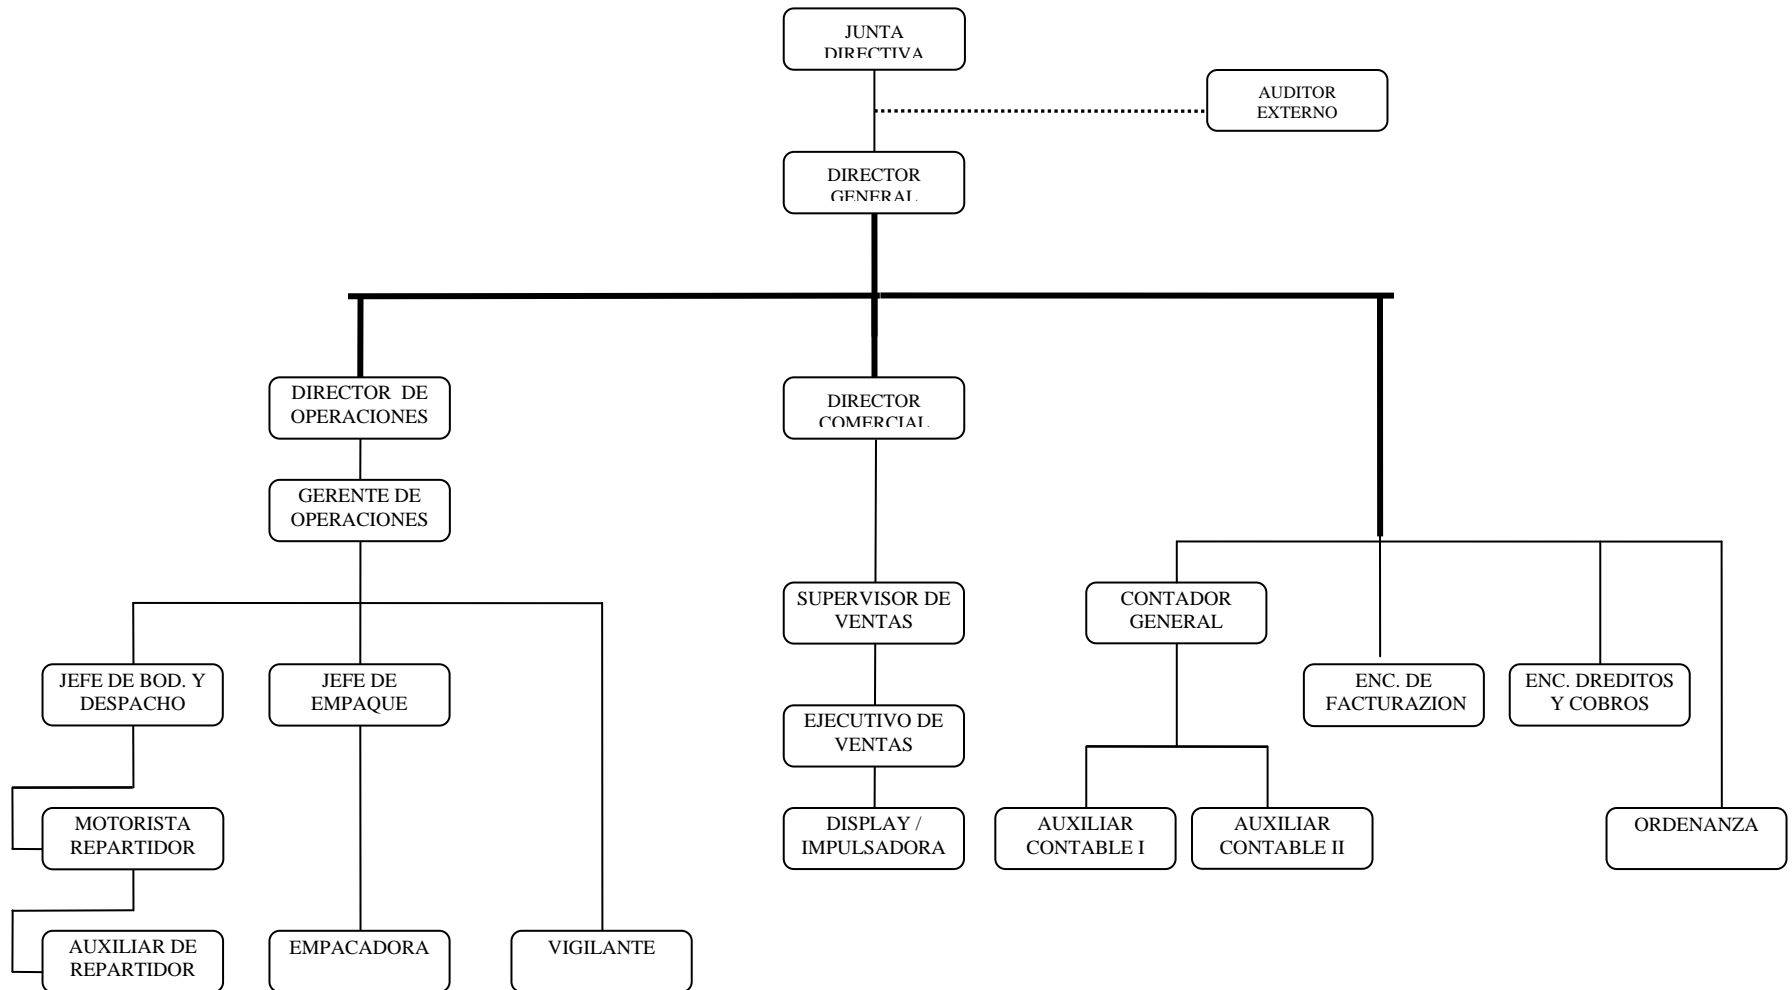 JUNTA
DIRECTIVA
AUDITOR
EXTERNO
DIRECTOR
GENERAL
DIRECTOR DE
OPERACIONES
DIRECTOR
COMERCIAL
GERENTE DE
OPERACIONES
SUPERVISOR DE
VENTAS
CONTADOR
GENERAL
JEFE DE BOD. Y
DESPACHO
JEFE DE
EMPAQUE
ENC. DE
FACTURAZION
ENC. DREDITOS
Y COBROS
EJECUTIVO DE
VENTAS
MOTORISTA
REPARTIDOR
DISPLAY /
IMPULSADORA
AUXILIAR
CONTABLE I
AUXILIAR
CONTABLE II
ORDENANZA
AUXILIAR DE
REPARTIDOR
EMPACADORA
VIGILANTE